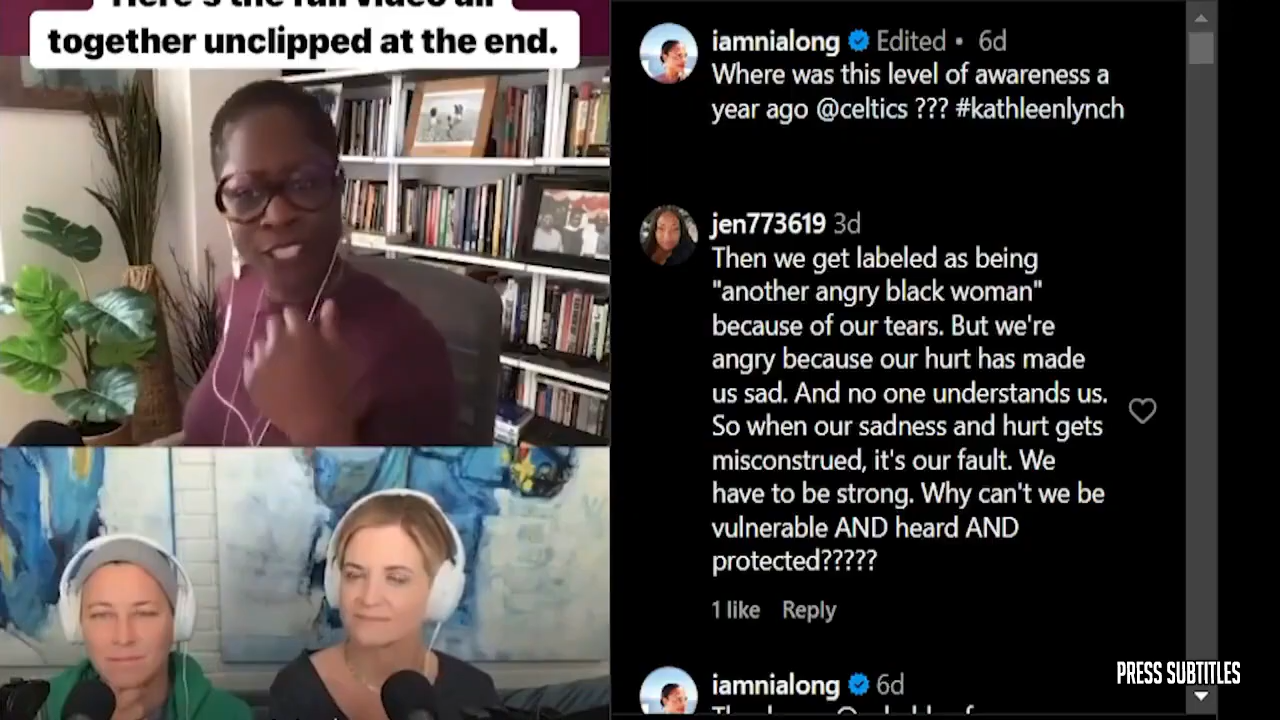 Here's the full video all
together unclipped at the end.
iamnialong Edited • 6d
Where was this level of awareness a
year ago @celtics ??? #kathleenlynch
jen773619 3d
Then we get labeled as being
"another angry black woman"
because of our tears. But we're
angry because our hurt has made
us sad. And no one understands us.
So when our sadness and hurt gets
misconstrued, it's our fault. We
have to be strong. Why can't we be
vulnerable AND heard AND
protected?????
1 like Reply
iamnialong 6d
PRESS SUBTITLES